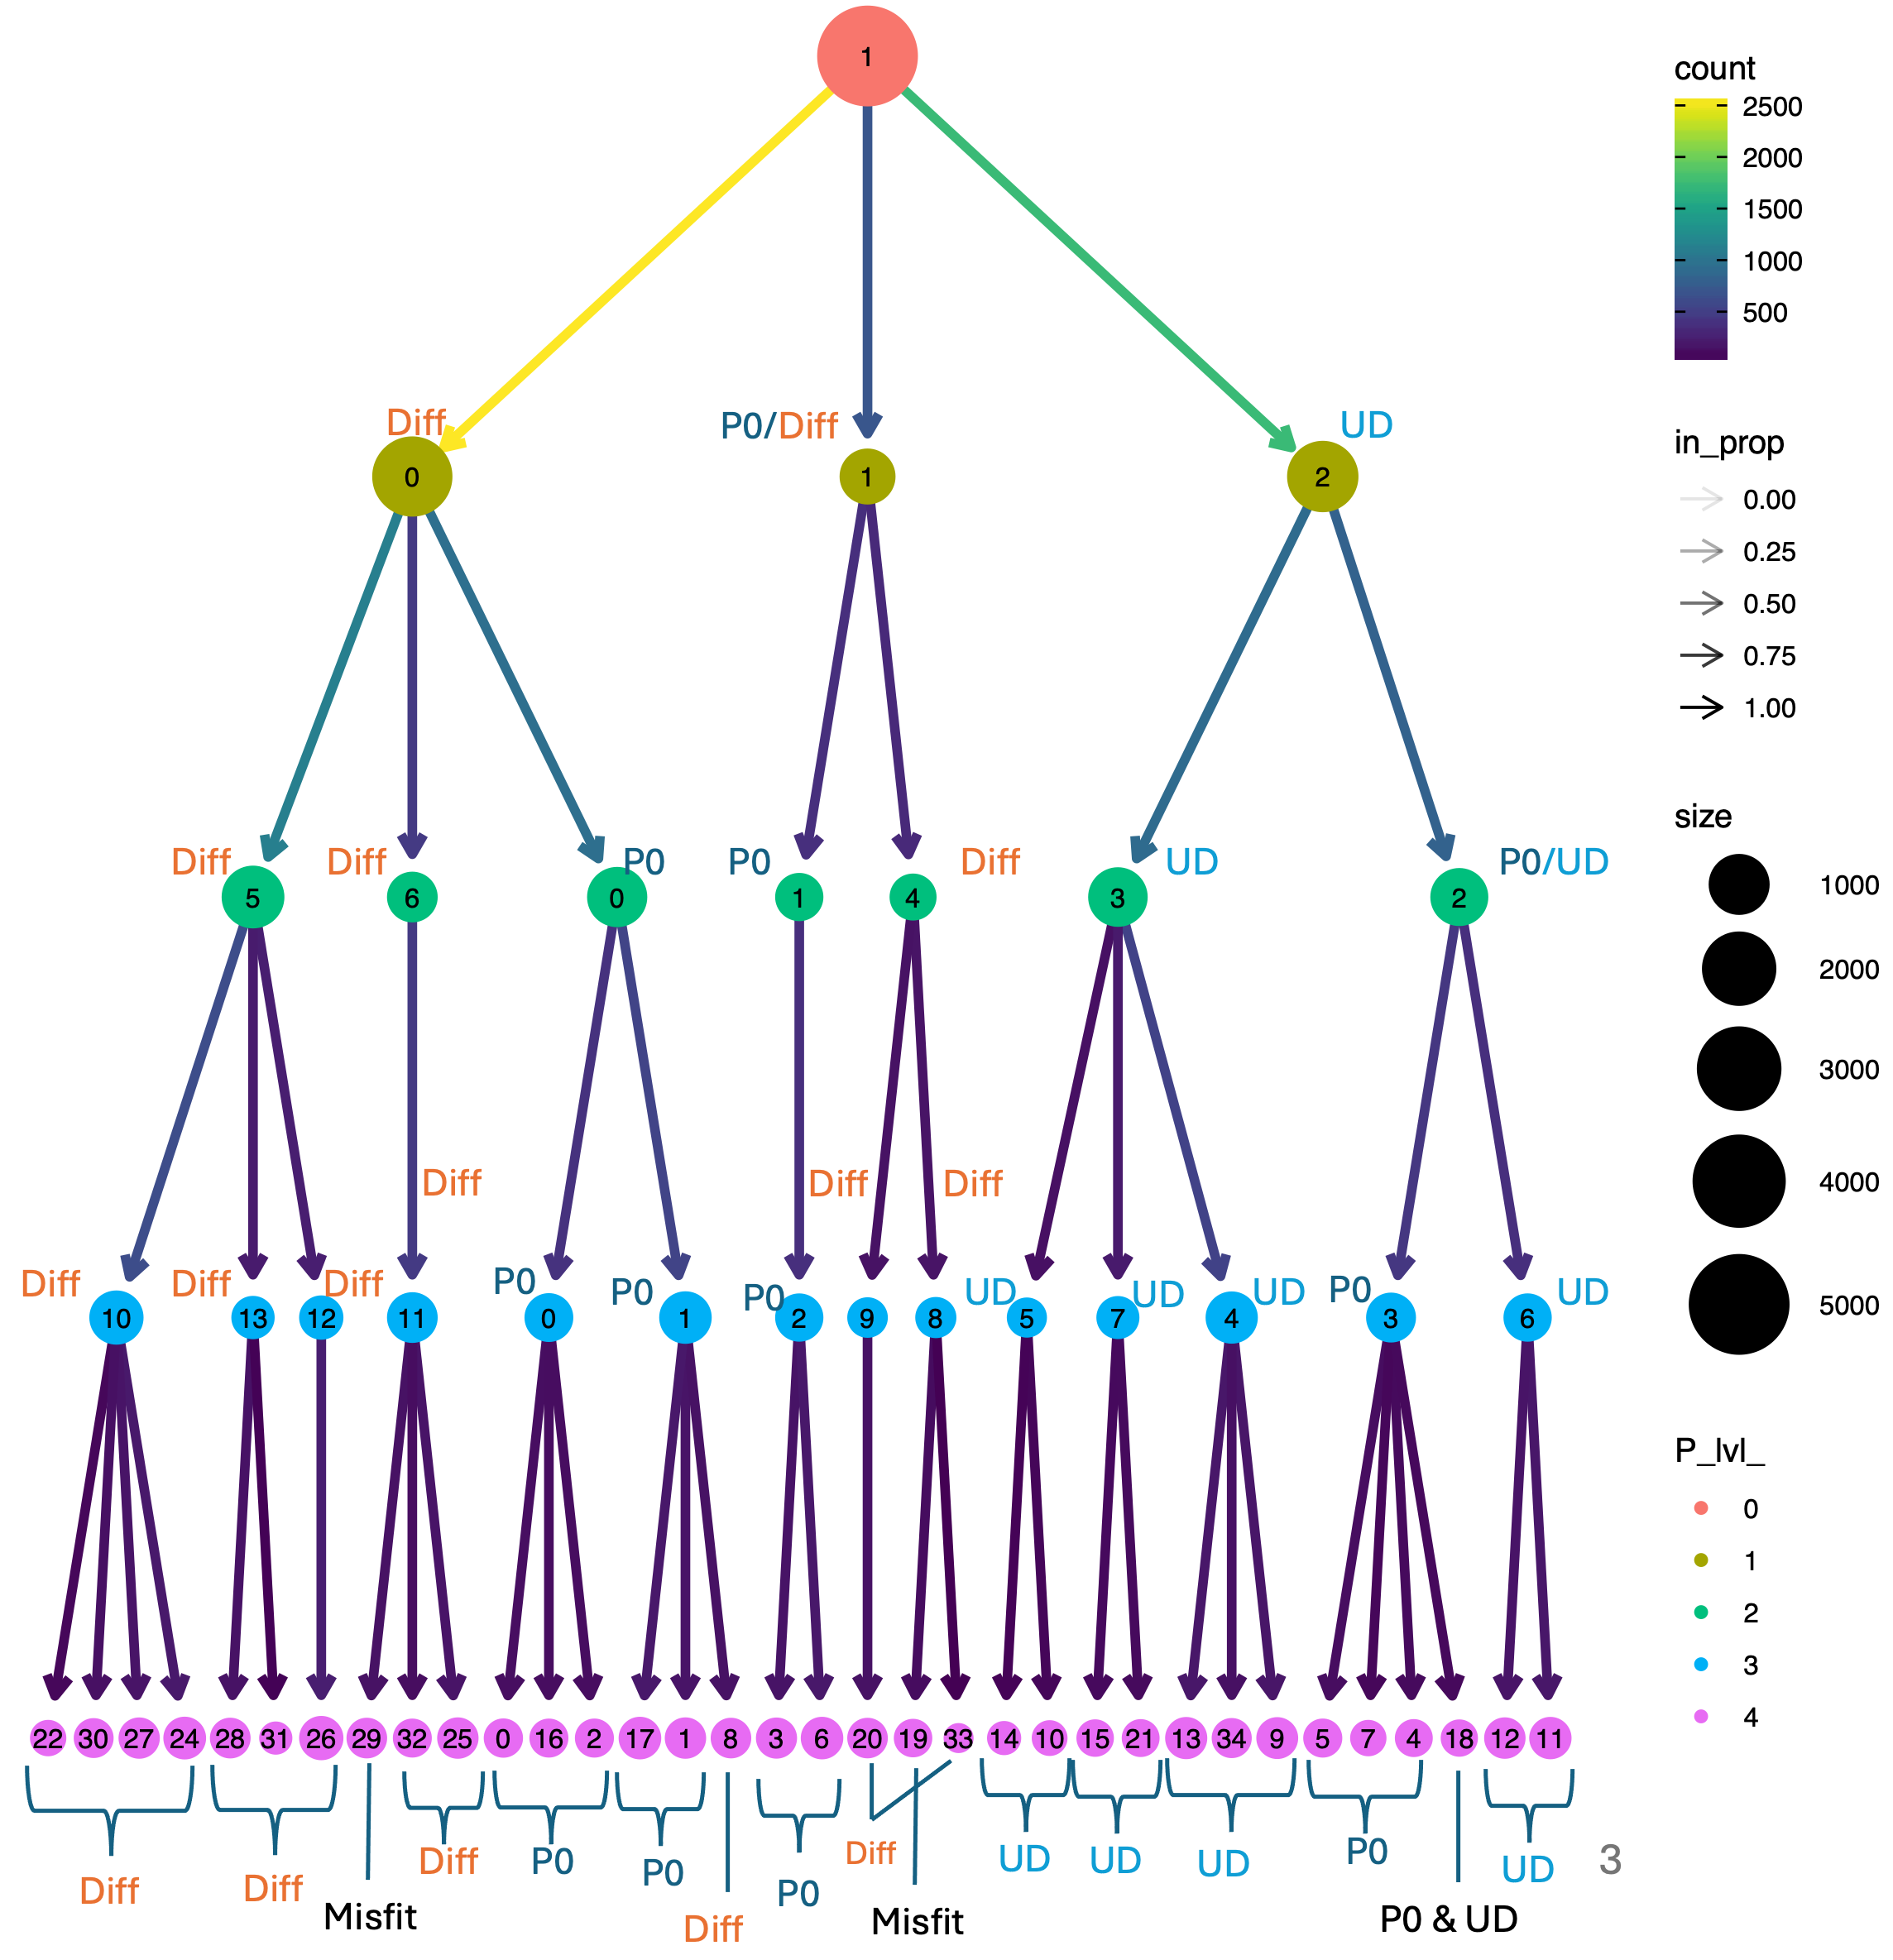 1
count
2500
2000
1500
1000
500
Diff
P0/Diff
UD
0
1
2
in_prop
0.00
0.25
0.50
0.75
1.00
Diff
Diff
P0
P0
Diff
UD
P0/UD
5
6
0
1
4
3
2
size
1000
2000
3000
4000
5000
Diff
Diff
Diff
Diff
Diff
Diff
P0
P0
P0
UD
UD
UD
P0
UD
10
13
12
11
0
1
2
9
8
5
7
4
3
6
P_lvl_
0
1
2
3
4
22 30 27 24 28 31 26 29 32 25 0 16 2 17 1 8 3 6 20 19 33 14 10 15 21 13 34 9 5 7 4 18 12 11
Diff
Diff
Misfit
Diff
P0
P0
Diff
P0
Diff
Misfit
UD
UD
UD
P0
P0 & UD
UD
3